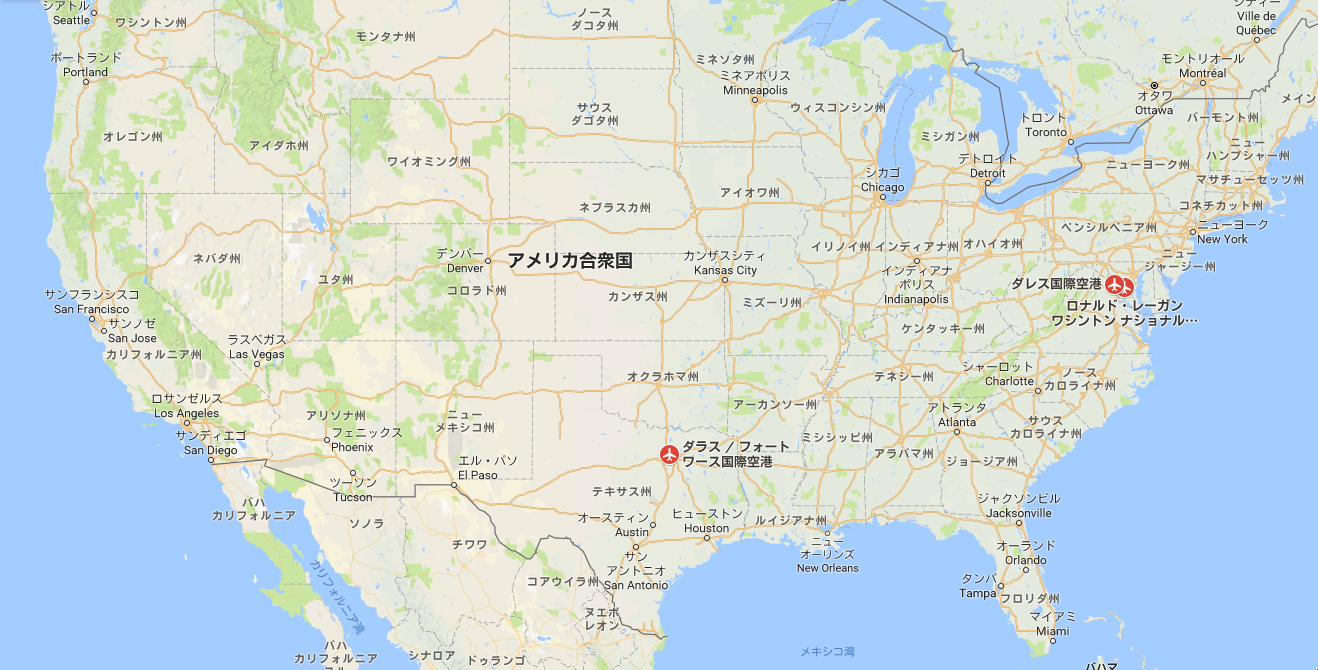 シアトル
Seattle
ワシントン州
モンタナ州
ノース
ダコタ州
ミネソタ州
ミネアポリス
Minneapolis
Ville de
Québec
モントリオール
Montréal
オタワ
Ottawa
メイン
バーモント州
ポートランド
Portland
オレゴン州
アイダホ州
ワイオミング州
サウス
ダコタ州
ウィスコンシン州
ミシガン州
トロント
Toronto
ニュー
ハンプシャー州
ニューヨーク州
マサチューセッツ州
コネチカット州
デトロイト
Detroit
シカゴ
Chicago
アイオワ州
ネブラスカ州
ペンシルベニア州
ニューヨーク
New York
ニュー
ジャージー州
ネバダ州
ユタ州
デンバー
Denver
アメリカ合衆国
コロラド州
カンザスシティ
Kansas City
カンザス州
ミズーリ州
イリノイ州
インディアナ州
オハイオ州
インディアナ
ポリス
Indianapolis
ダレス国際空港
ロナルド・レーガン
ワシントン ナショナル…
ケンタッキー州
サンフランシスコ
San Francisco
サンノゼ
San Jose
カリフォルニア州
ラスベガス
Las Vegas
ロサンゼルス
Los Angeles
サンディエゴ
San Diego
アリゾナ州
フェニックス
Phoenix
ツーソン
Tucson
ニュー
メキシコ州
エル・パソ
El Paso
オクラホマ州
アーカンソー州
テネシー州
シャーロット
Charlotte
ノース
カロライナ州
サウス
カロライナ州
アトランタ
Atlanta
ミシシッピ州
アラバマ州
ジョージア州
ダラス / フォート
ワース国際空港
テキサス州
オースティン
Austin
ヒューストン
Houston
ルイジアナ州
ニュー
オーリンズ
New Orleans
サン
アントニオ
San Antonio
ジャクソンビル
Jacksonville
オーランド
Orlando
タンパ
Tampa
フロリダ州
マイアミ
Miami
バハ
カリフォルニア
ソノラ
チワワ
コアウイラ州
ヌエボ
レオン
カリフォルニア湾
バハ
カリフォルニア
シナロア
ドゥランゴ
メキシコ湾
バハマ